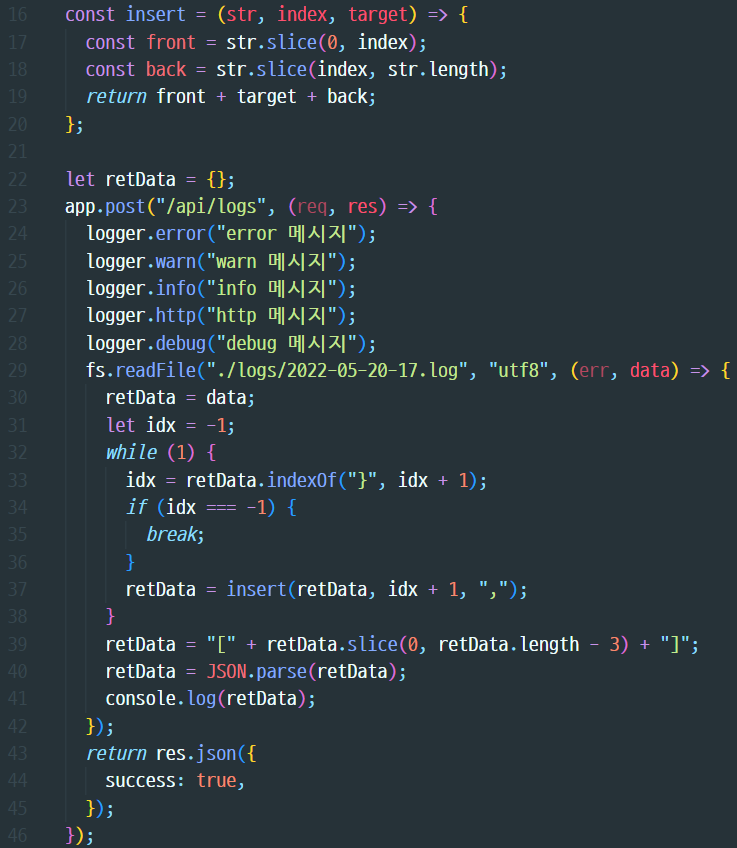 16 const insert = (str, index, target) => {
17   const front = str.slice(0, index);
18   const back = str.slice(index, str.length);
19   return front + target + back;
20 };
21
22 let retData = {};
23 app.post("/api/logs", (req, res) => {
24   logger.error("error 메시지");
25   logger.warn("warn 메시지");
26   logger.info("info 메시지");
27   logger.http("http 메시지");
28   logger.debug("debug 메시지");
29   fs.readFile("./logs/2022-05-20-17.log", "utf8", (err, data) => {
30     retData = data;
31     let idx = -1;
32     while (1) {
33       idx = retData.indexOf("}", idx + 1);
34       if (idx === -1) {
35         break;
36       }
37       retData = insert(retData, idx + 1, ",");
38     }
39     retData = "[" + retData.slice(0, retData.length - 3) + "]";
40     retData = JSON.parse(retData);
41     console.log(retData);
42   });
43   return res.json({
44     success: true,
45   });
46 });